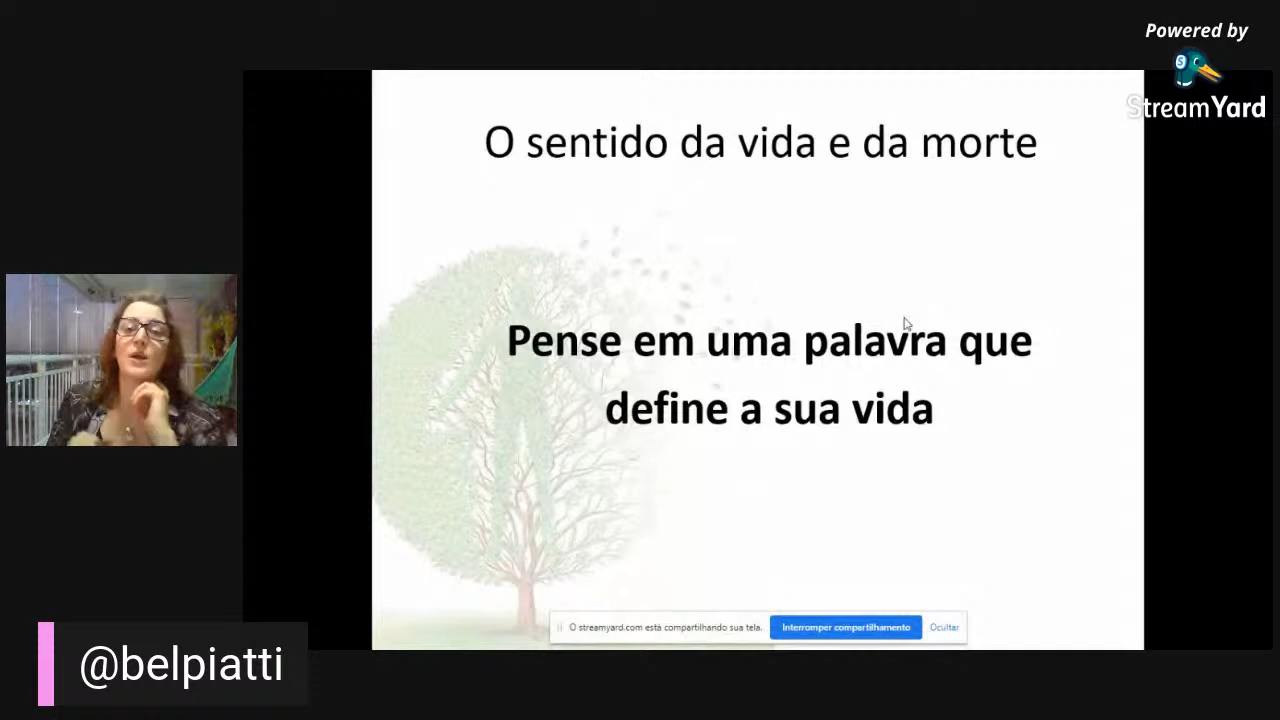 Powered by
StreamYard
O sentido da vida e da morte
Pense em uma palavra que
define a sua vida
O streamyard.com está compartilhando sua tela.
Interromper compartilhamento
Ocultar
@belpiatti